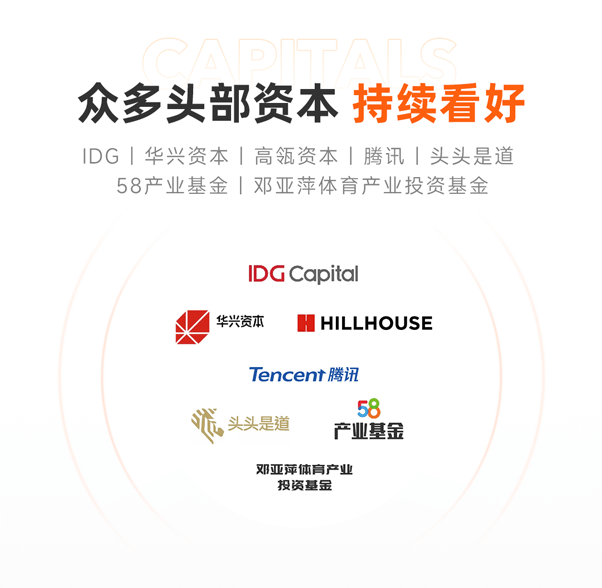 CAPITALS
众多头部资本 持续看好
IDG | 华兴资本 | 高瓴资本 | 腾讯 | 头头是道
58产业基金 | 邓亚萍体育产业投资基金
IDG Capital
华兴资本 HILLHOUSE
Tencent 腾讯
头头是道 58
产业基金
邓亚萍体育产业
投资基金